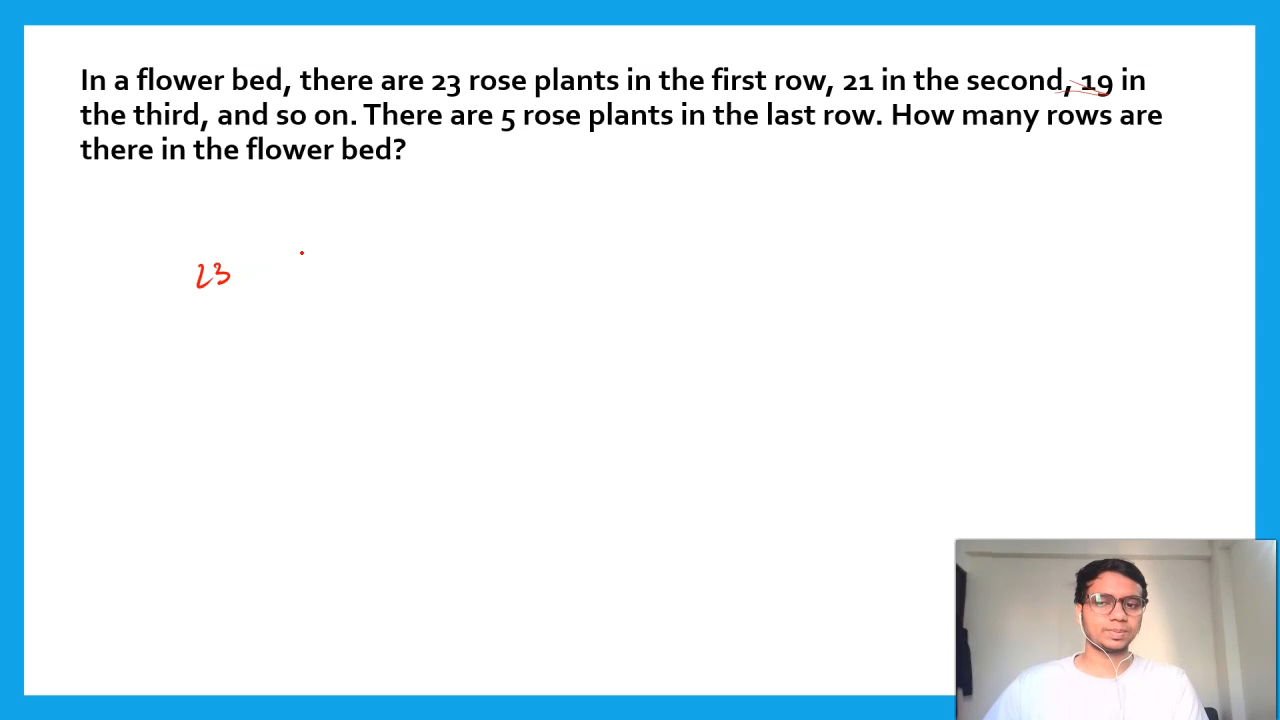 In a flower bed, there are 23 rose plants in the first row, 21 in the second, 19 in
the third, and so on. There are 5 rose plants in the last row. How many rows are
there in the flower bed?
23